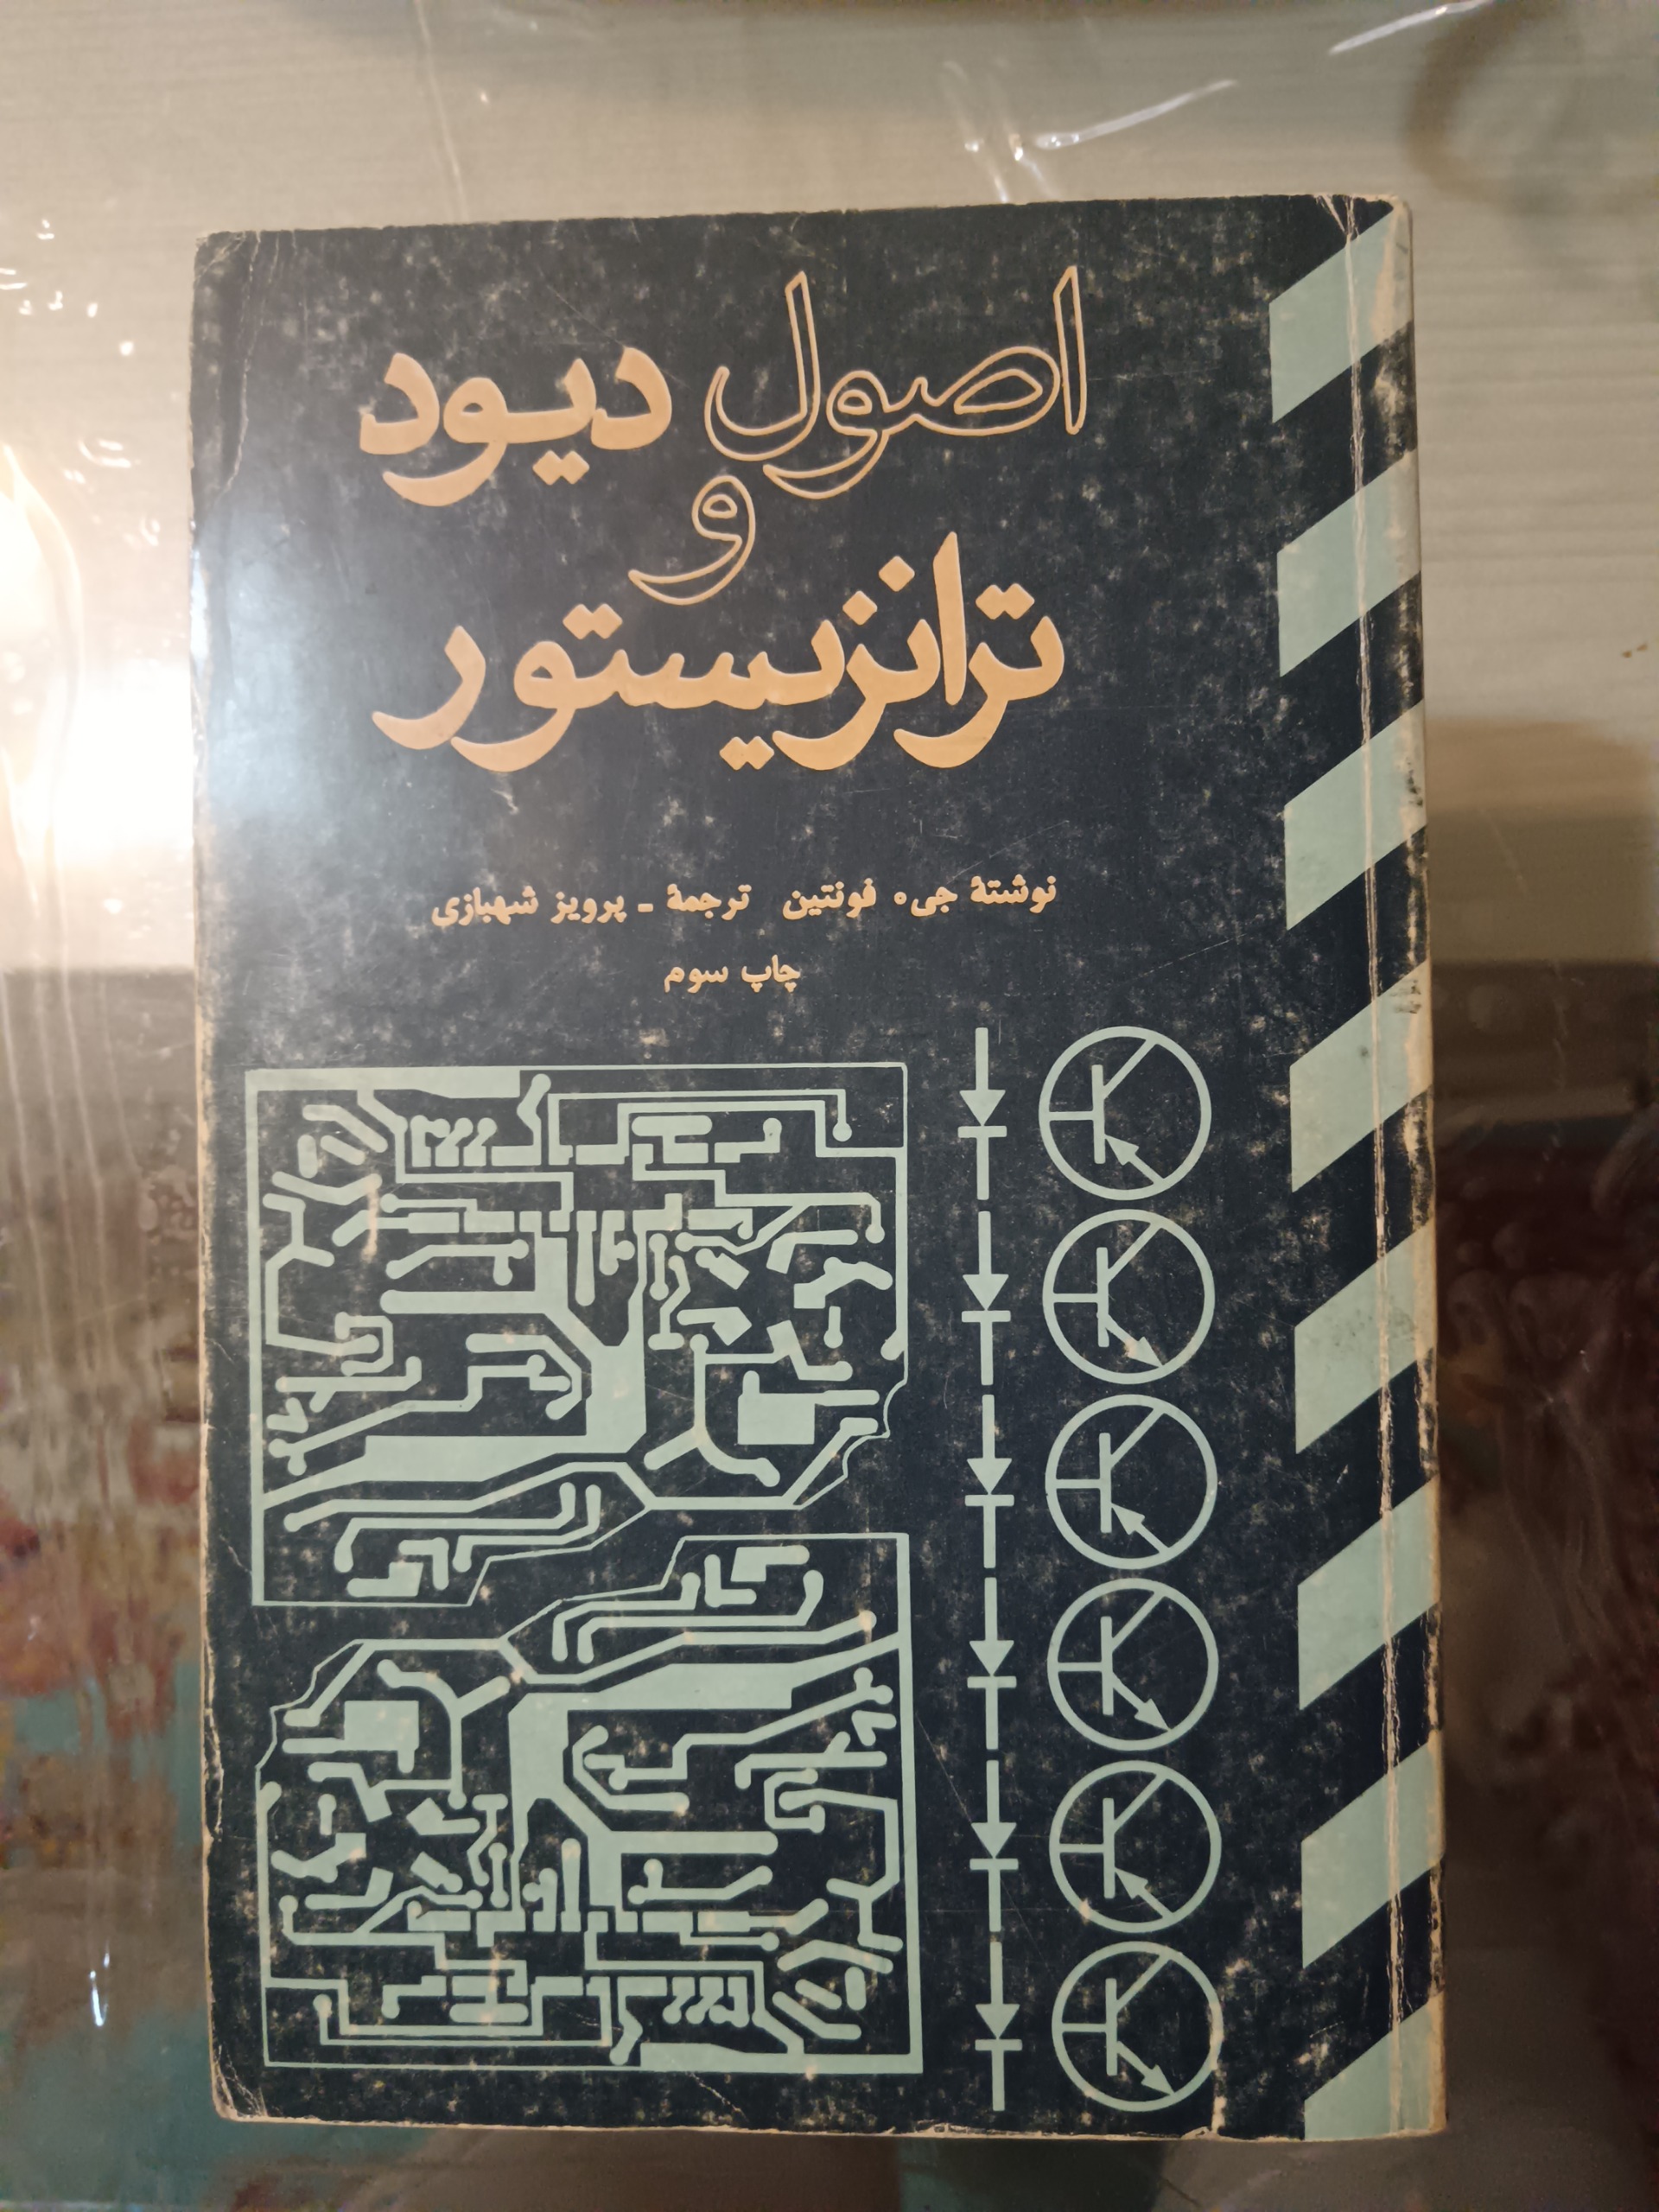 اصول دیود
و
ترانزیستور
نوشتهٔ جی. فونتین ترجمهٔ ـ پرویز شهبازی
چاپ سوم